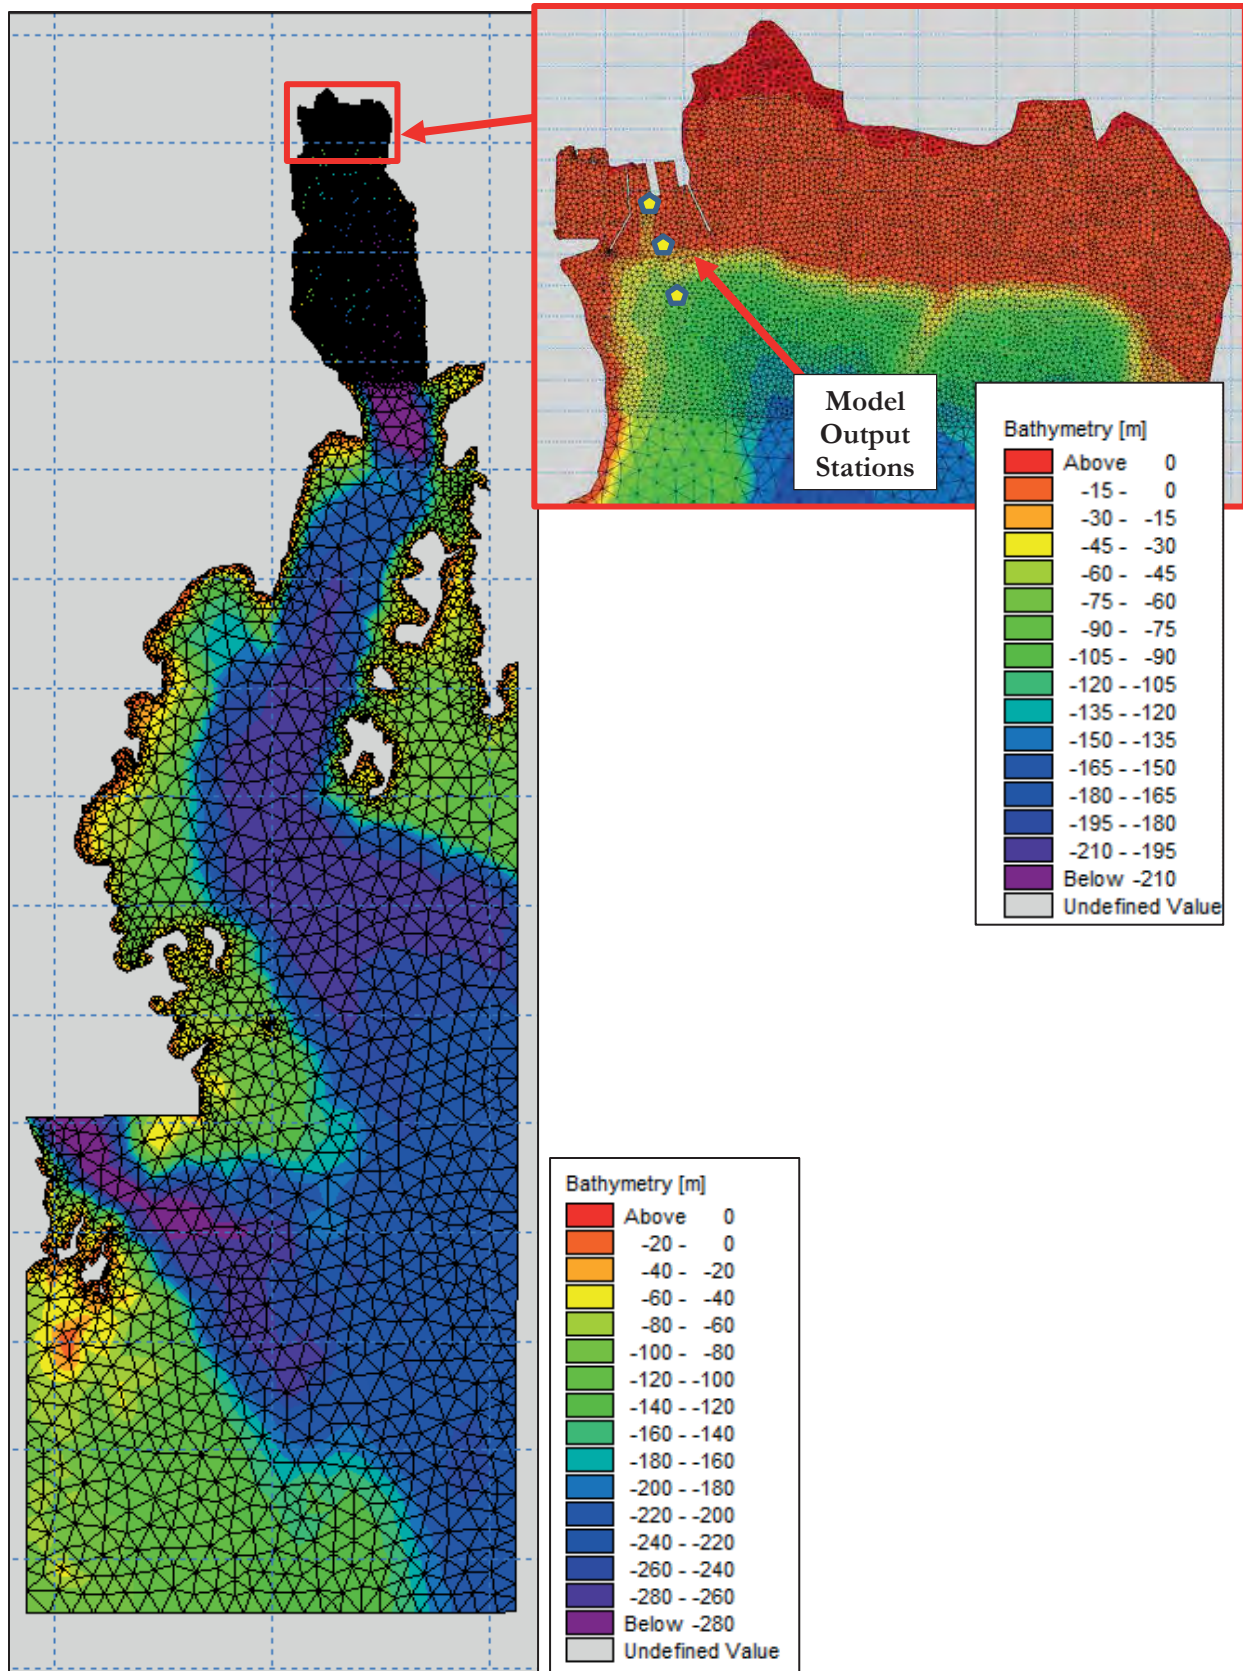 Model
Output
Stations
Bathymetry [m]
Above 0
-15 - 0
-30 - -15
-45 - -30
-60 - -45
-75 - -60
-90 - -75
-105 - -90
-120 - -105
-135 - -120
-150 - -135
-165 - -150
-180 - -165
-195 - -180
-210 - -195
Below -210
Undefined Value
Bathymetry [m]
Above 0
-20 - 0
-40 - -20
-60 - -40
-80 - -60
-100 - -80
-120 - -100
-140 - -120
-160 - -140
-180 - -160
-200 - -180
-220 - -200
-240 - -220
-260 - -240
-280 - -260
Below -280
Undefined Value